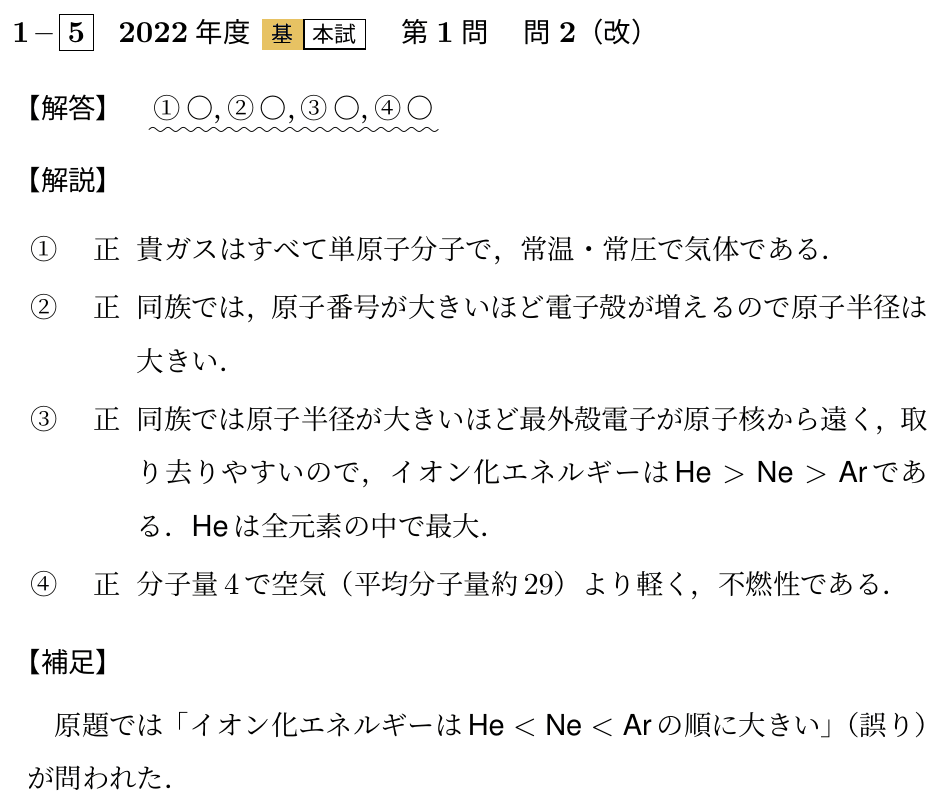 1–5 2022年度 基 本試 第1問 問2（改）
【解答】 ①○,②○,③○,④○
【解説】
① 正 貴ガスはすべて単原子分子で，常温・常圧で気体である．
② 正 同族では，原子番号が大きいほど電子殻が増えるので原子半径は
大きい．
③ 正 同族では原子半径が大きいほど最外殻電子が原子核から遠く，取
り去りやすいので，イオン化エネルギーはHe > Ne > Arであ
る．Heは全元素の中で最大．
④ 正 分子量4で空気（平均分子量約29）より軽く，不燃性である．
【補足】
原題では「イオン化エネルギーはHe < Ne < Arの順に大きい」（誤り）
が問われた．